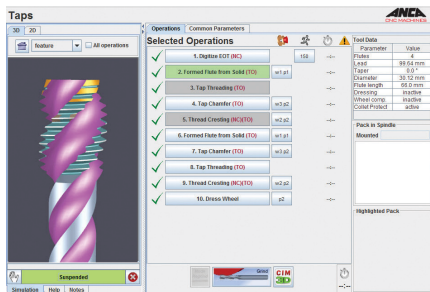 Taps
ANCA
CNC MACHINES
3D 2D
feature
All operations
Suspended
Simulation Help Notes
Operations Common Parameters
Selected Operations
1. Digitize EOT (NC) 150 --:--
2. Formed Flute from Solid (TO) w1 p1 --:--
3. Tap Threading (TO) --:--
4. Tap Chamfer (TO) w3 p2 --:--
5. Thread Cresting (NC)(TO) w2 p2 --:--
6. Formed Flute from Solid (TO) w1 p1 --:--
7. Tap Chamfer (TO) w3 p2 --:--
8. Tap Threading (TO) --:--
9. Thread Cresting (NC)(TO) w2 p2 --:--
10. Dress Wheel p2 --:--
Grind
CIM
3D
--:--
Tool Data
Parameter Value
Flutes 4
Lead 99.64 mm
Taper 0.0 °
Diameter 30.12 mm
Flute length 66.0 mm
Dressing inactive
Wheel comp inactive
Collet Protect active
Pack in Spindle
Mounted
Highlighted Pack